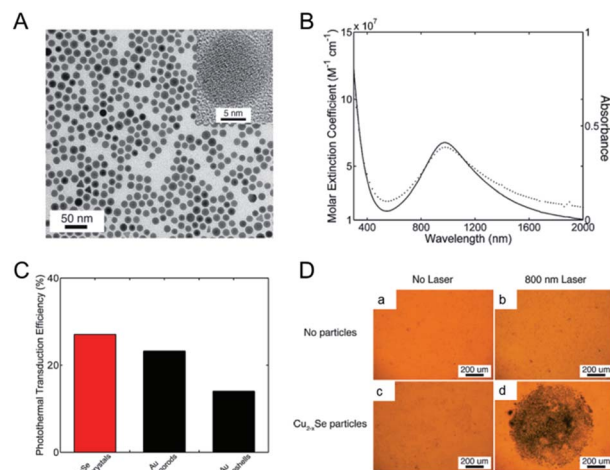 A
5 nm
50 nm
B
Molar Extinction Coefficient (M⁻¹ cm⁻¹)
15 x 10⁷
10
5
1
400
800
1200
1600
2000
Wavelength (nm)
1
0.5
0
Absorbance
C
Photothermal Transduction Efficiency (%)
40
20
0
Au
Au
D
No Laser
800 nm Laser
No particles
Cu₂₋ₓSe particles
a
200 um
b
200 um
c
200 um
d
200 um